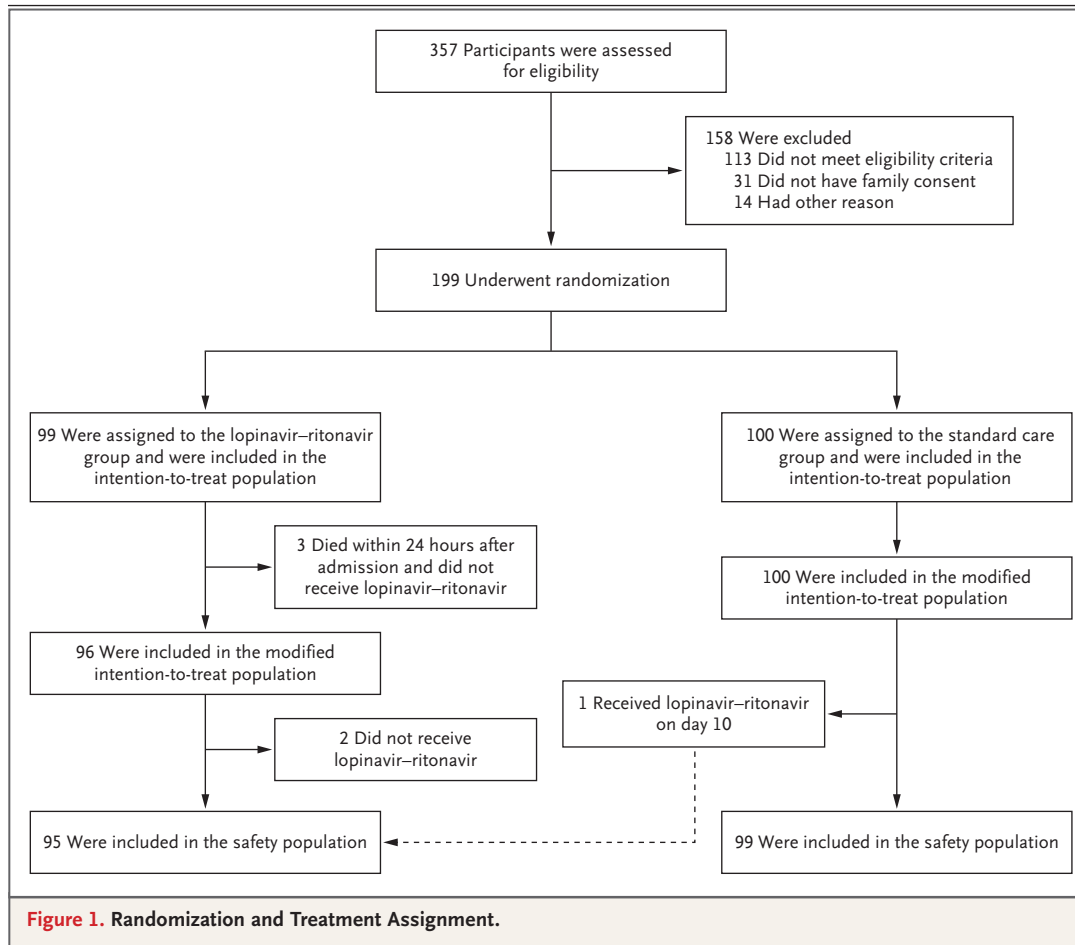 357 Participants were assessed
for eligibility
158 Were excluded
113 Did not meet eligibility criteria
31 Did not have family consent
14 Had other reason
199 Underwent randomization
99 Were assigned to the lopinavir–ritonavir
group and were included in the
intention-to-treat population
100 Were assigned to the standard care
group and were included in the
intention-to-treat population
3 Died within 24 hours after
admission and did not
receive lopinavir–ritonavir
100 Were included in the modified
intention-to-treat population
96 Were included in the modified
intention-to-treat population
1 Received lopinavir–ritonavir
on day 10
2 Did not receive
lopinavir–ritonavir
95 Were included in the safety population
99 Were included in the safety population
Figure 1. Randomization and Treatment Assignment.